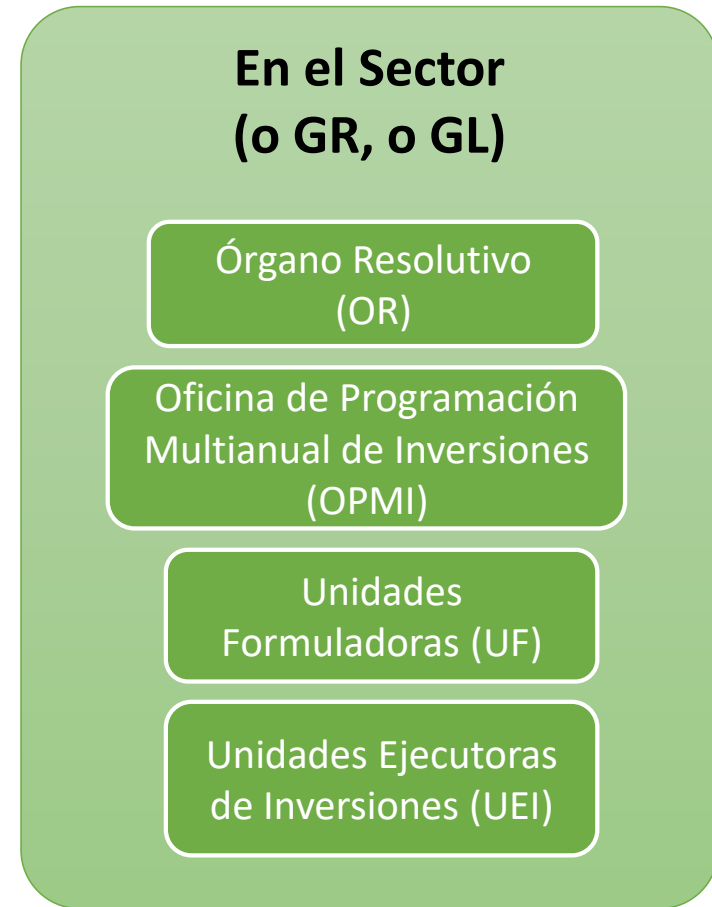 En el Sector
(o GR, o GL)
Órgano Resolutivo
(OR)
Oficina de Programación
Multianual de Inversiones
(OPMI)
Unidades
Formuladoras (UF)
Unidades Ejecutoras
de Inversiones (UEI)